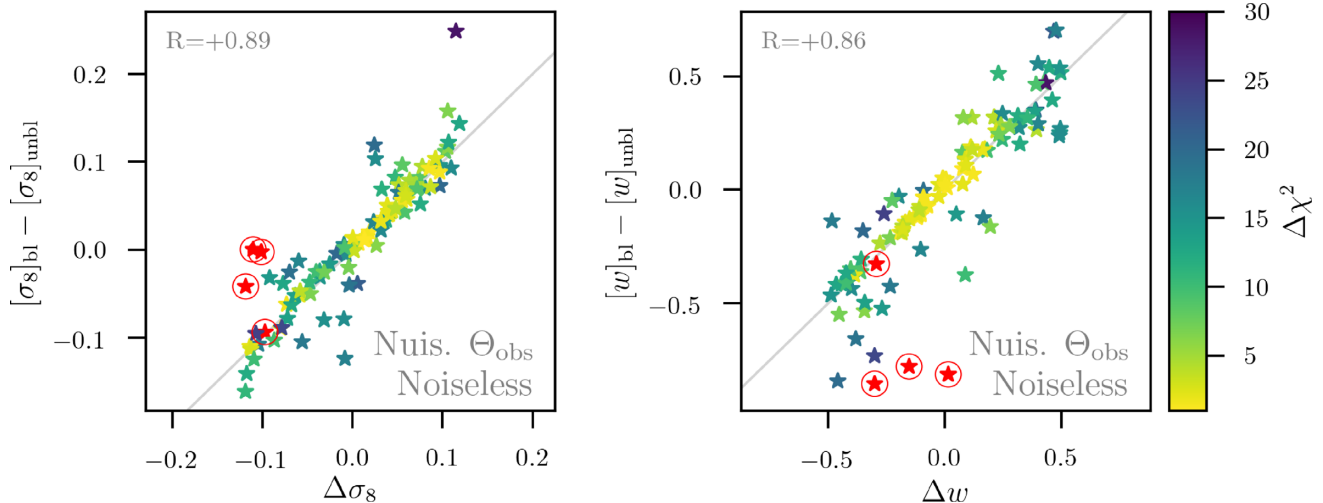 R=+0.89
0.2
0.1
0.0
−0.1
[σ₈]bl − [σ₈]unbl
Nuis. Θobs
Noiseless
−0.2 −0.1 0.0 0.1 0.2
Δσ₈
R=+0.86
0.5
0.0
−0.5
[w]bl − [w]unbl
Nuis. Θobs
Noiseless
−0.5 0.0 0.5
Δw
30
25
20
15
10
5
Δχ²